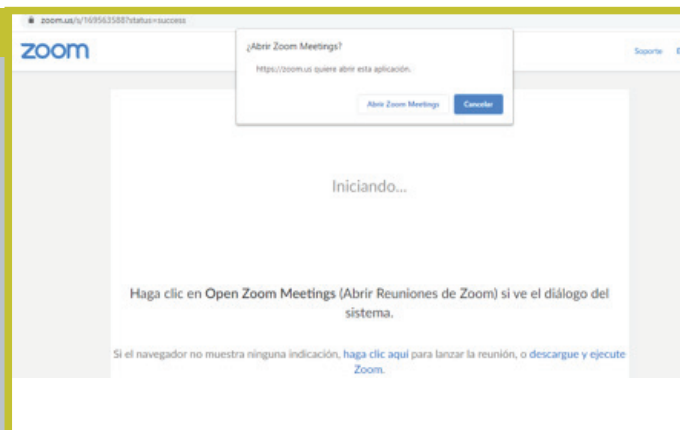 zoom.us/s/169563588?status=success
zoom
¿Abrir Zoom Meetings?
https://zoom.us quiere abrir esta aplicación.
Abrir Zoom Meetings
Cancelar
Soporte
Iniciando...
Haga clic en Open Zoom Meetings (Abrir Reuniones de Zoom) si ve el diálogo del
sistema.
Si el navegador no muestra ninguna indicación, haga clic aquí para lanzar la reunión, o descargue y ejecute
Zoom.